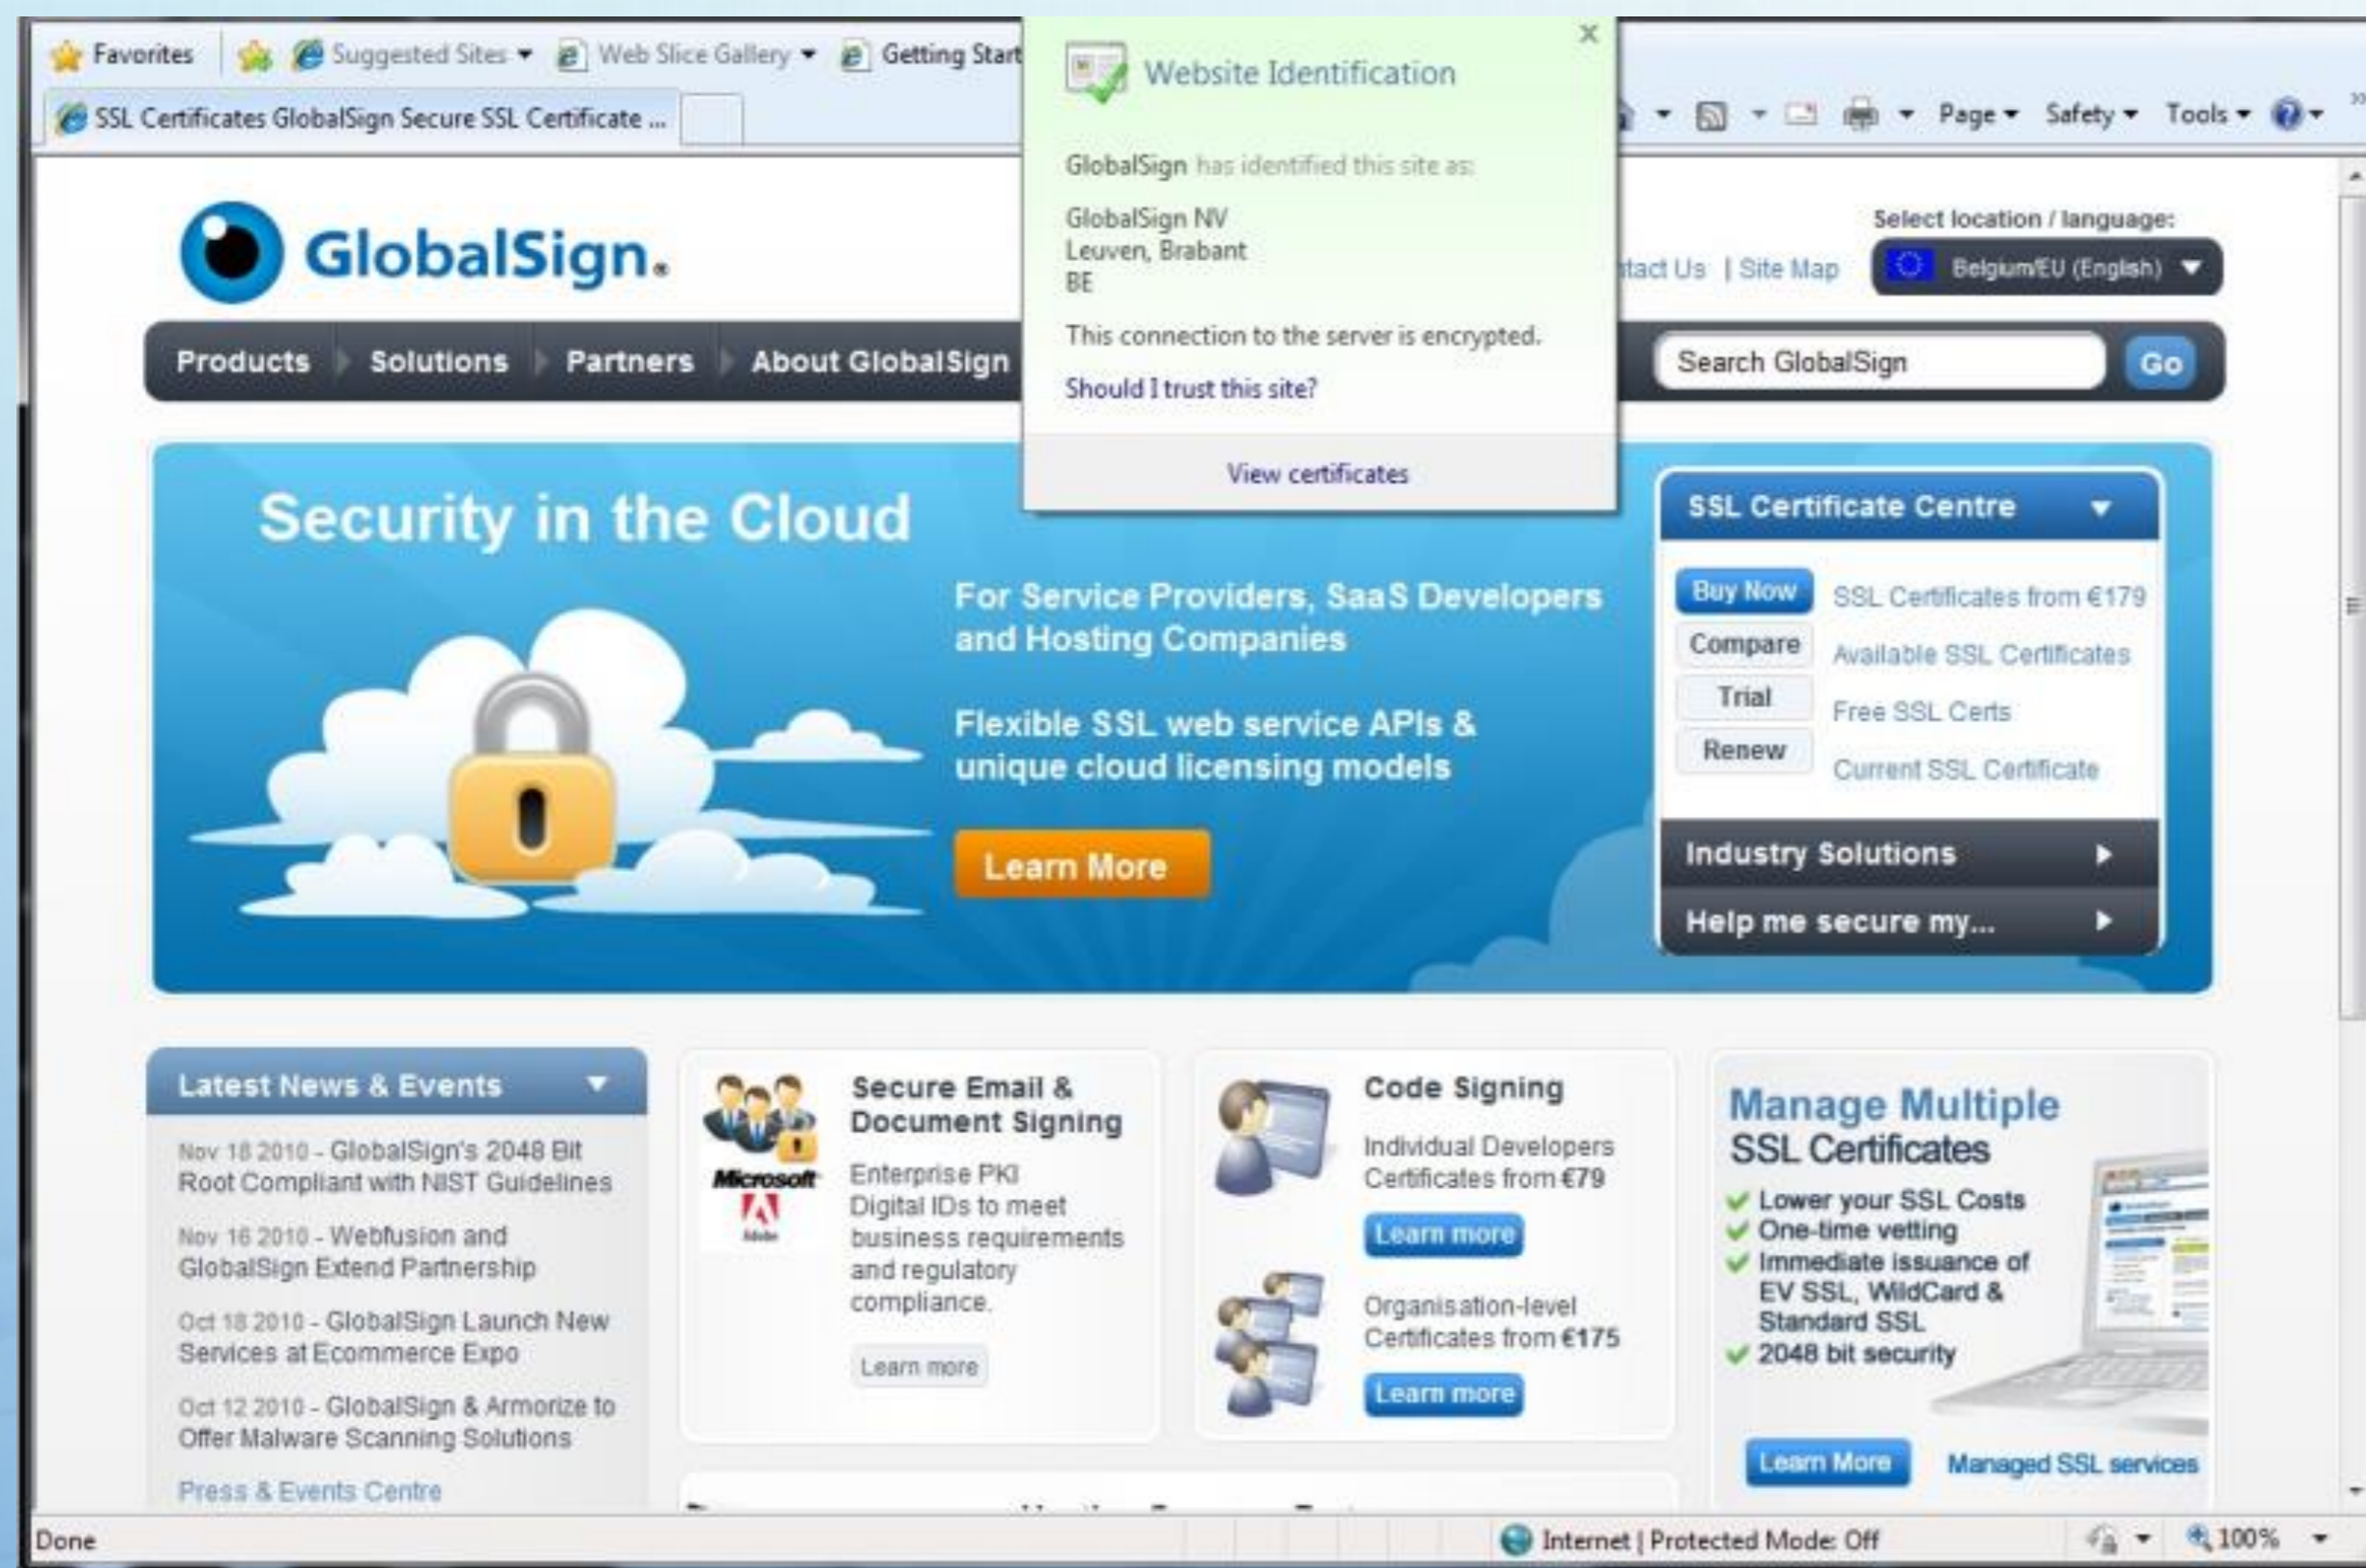 Favorites
Suggested Sites
Web Slice Gallery
Getting Start
SSL Certificates GlobalSign Secure SSL Certificate ...
Page
Safety
Tools
Website Identification
GlobalSign has identified this site as:
GlobalSign NV
Leuven, Brabant
BE
This connection to the server is encrypted.
Should I trust this site?
View certificates
GlobalSign®
Select location / language:
tact Us | Site Map
Belgium/EU (English)
Products
Solutions
Partners
About GlobalSign
Search GlobalSign
Go
Security in the Cloud
For Service Providers, SaaS Developers
and Hosting Companies
Flexible SSL web service APIs &
unique cloud licensing models
Learn More
SSL Certificate Centre
Buy Now
SSL Certificates from €179
Compare
Available SSL Certificates
Trial
Free SSL Certs
Renew
Current SSL Certificate
Industry Solutions
Help me secure my...
Latest News & Events
Nov 18 2010 - GlobalSign's 2048 Bit
Root Compliant with NIST Guidelines
Nov 16 2010 - Webfusion and
GlobalSign Extend Partnership
Oct 18 2010 - GlobalSign Launch New
Services at Ecommerce Expo
Oct 12 2010 - GlobalSign & Armorize to
Offer Malware Scanning Solutions
Press & Events Centre
Microsoft
Adobe
Secure Email &
Document Signing
Enterprise PKI
Digital IDs to meet
business requirements
and regulatory
compliance.
Learn more
Code Signing
Individual Developers
Certificates from €79
Learn more
Organisation-level
Certificates from €175
Learn more
Manage Multiple
SSL Certificates
Lower your SSL Costs
One-time vetting
Immediate issuance of
EV SSL, WildCard &
Standard SSL
2048 bit security
Learn More
Managed SSL services
Done
Internet | Protected Mode: Off
100%